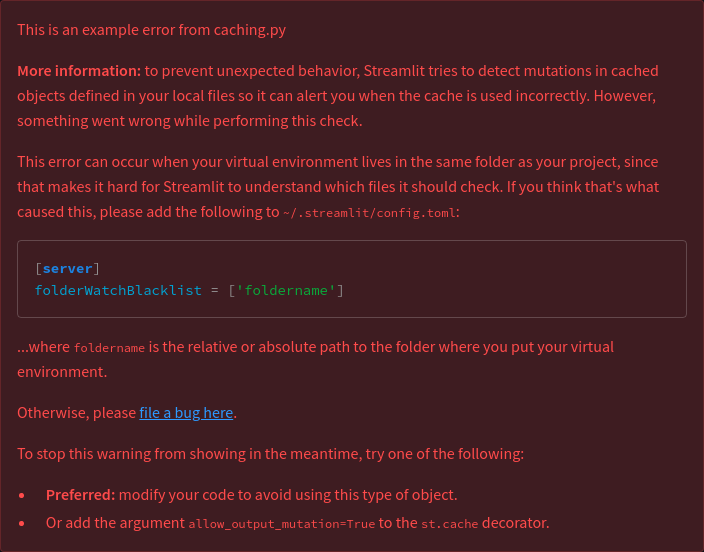 This is an example error from caching.py
More information: to prevent unexpected behavior, Streamlit tries to detect mutations in cached
objects defined in your local files so it can alert you when the cache is used incorrectly. However,
something went wrong while performing this check.
This error can occur when your virtual environment lives in the same folder as your project, since
that makes it hard for Streamlit to understand which files it should check. If you think that's what
caused this, please add the following to ~/.streamlit/config.toml:
[server]
folderWatchBlacklist = ['foldername']
...where foldername is the relative or absolute path to the folder where you put your virtual
environment.
Otherwise, please file a bug here.
To stop this warning from showing in the meantime, try one of the following:
• Preferred: modify your code to avoid using this type of object.
• Or add the argument allow_output_mutation=True to the st.cache decorator.